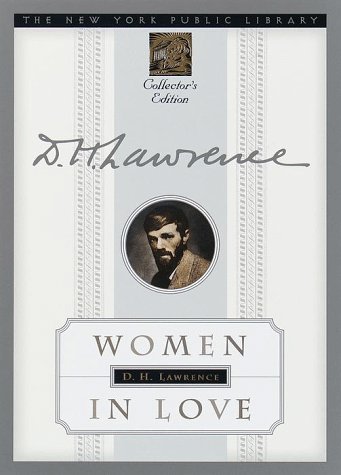 THE NEW YORK PUBLIC LIBRARY
Collector's
Edition
D.H. Lawrence
WOMEN
D. H. LAWRENCE
IN LOVE